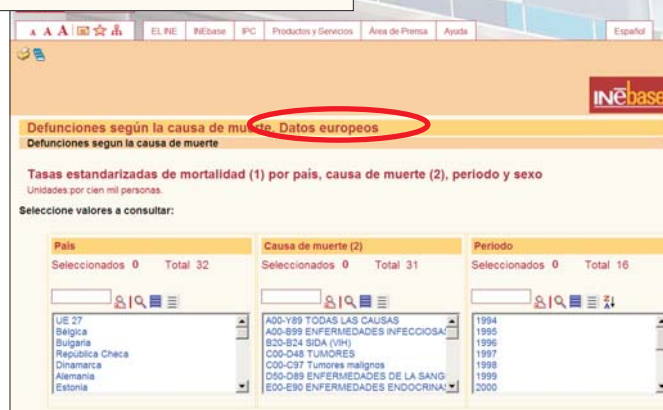 A A A EL INE INEbase IPC Productos y Servicios Área de Prensa Ayuda Español
INEbase
Defunciones según la causa de muerte. Datos europeos
Defunciones segun la causa de muerte
Tasas estandarizadas de mortalidad (1) por país, causa de muerte (2), periodo y sexo
Unidades:por cien mil personas.
Seleccione valores a consultar:
País Causa de muerte (2) Periodo
Seleccionados 0 Total 32 Seleccionados 0 Total 31 Seleccionados 0 Total 16
UE 27 A00-Y89 TODAS LAS CAUSAS 1994
Bélgica A00-B99 ENFERMEDADES INFECCIOSAS 1995
Bulgaria B20-B24 SIDA (VIH) 1996
República Checa C00-D48 TUMORES 1997
Dinamarca C00-C97 Tumores malignos 1998
Alemania D50-D89 ENFERMEDADES DE LA SANG 1999
Estonia E00-E90 ENFERMEDADES ENDOCRINA 2000